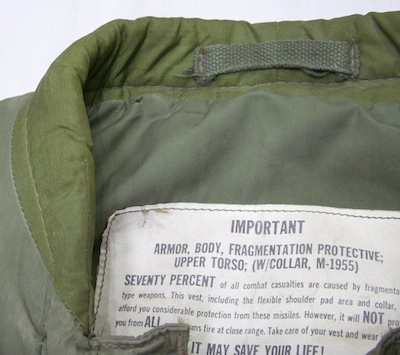 IMPORTANT
ARMOR, BODY, FRAGMENTATION PROTECTIVE;
UPPER TORSO; (W/COLLAR, M-1955)
SEVENTY PERCENT of all combat casualties are caused by fragmenta
type weapons. This vest, including the flexible shoulder pad area and collar,
afford you considerable protection from these missiles. However, it will NOT pro
you from ALL ms fire at close range. Take care of your vest and wear
IT MAY SAVE YOUR LIFE!